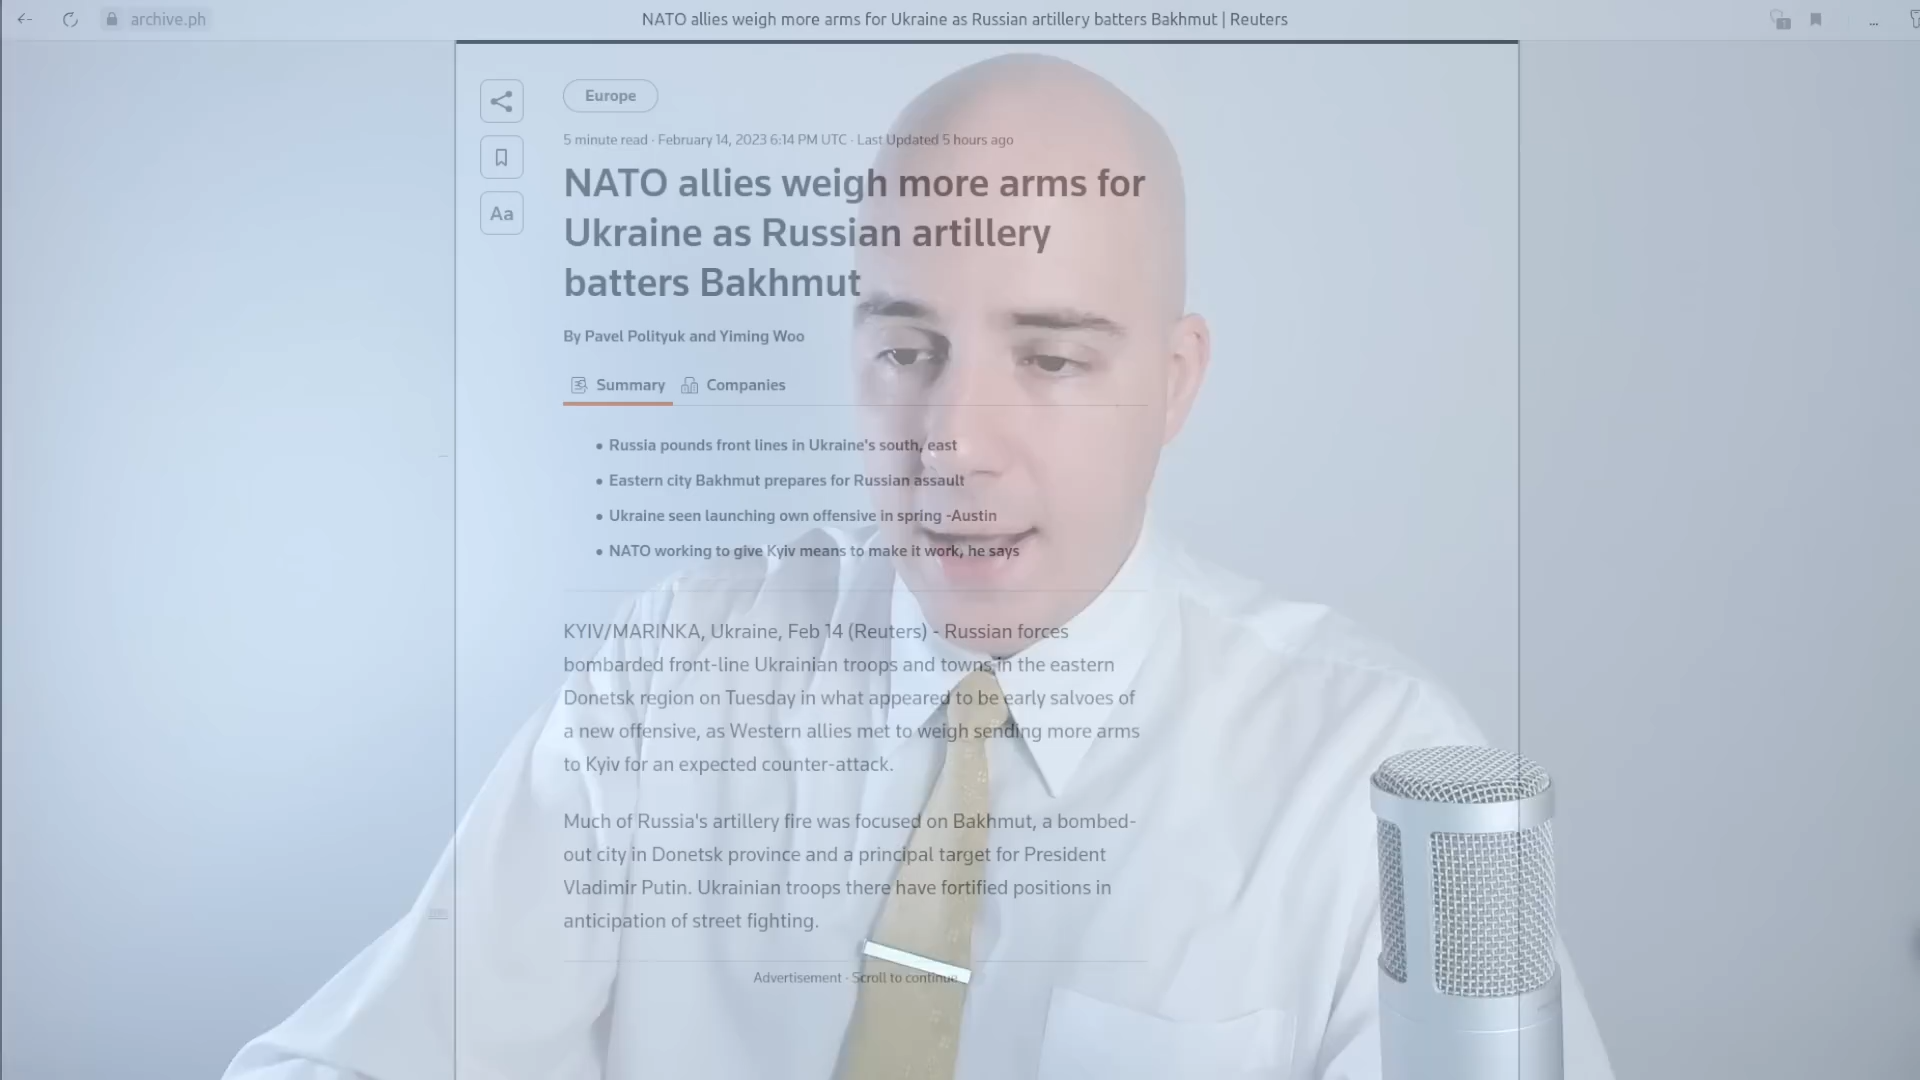 archive.ph
NATO allies weigh more arms for Ukraine as Russian artillery batters Bakhmut | Reuters
...
Europe
5 minute read · February 14, 2023 6:14 PM UTC · Last Updated 5 hours ago
Aa
NATO allies weigh more arms for
Ukraine as Russian artillery
batters Bakhmut
By Pavel Polityuk and Yiming Woo
Summary Companies
• Russia pounds front lines in Ukraine's south, east
• Eastern city Bakhmut prepares for Russian assault
• Ukraine seen launching own offensive in spring -Austin
• NATO working to give Kyiv means to make it work, he says
KYIV/MARINKA, Ukraine, Feb 14 (Reuters) - Russian forces
bombarded front-line Ukrainian troops and towns in the eastern
Donetsk region on Tuesday in what appeared to be early salvoes of
a new offensive, as Western allies met to weigh sending more arms
to Kyiv for an expected counter-attack.
Much of Russia's artillery fire was focused on Bakhmut, a bombed-
out city in Donetsk province and a principal target for President
Vladimir Putin. Ukrainian troops there have fortified positions in
anticipation of street fighting.
Advertisement · Scroll to continue